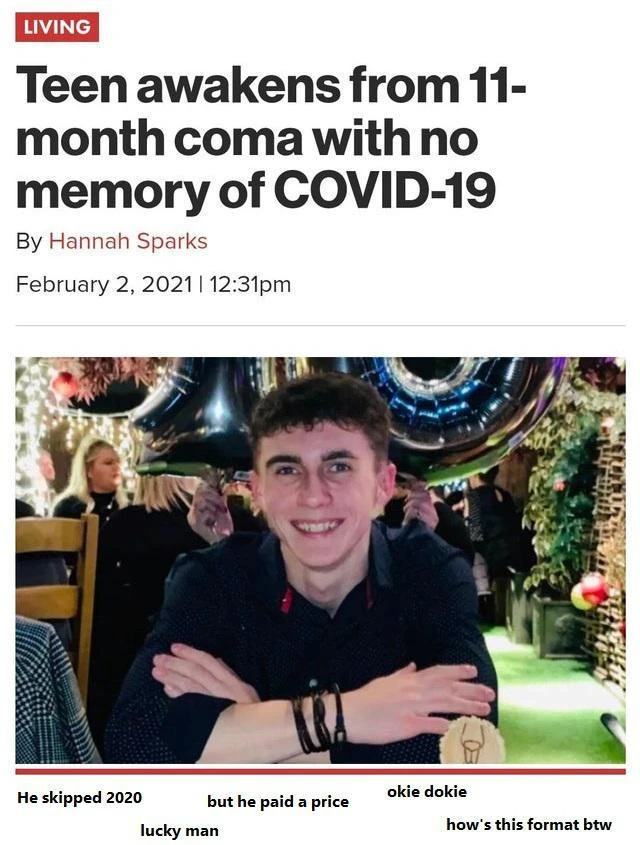 LIVING
Teen awakens from 11-
month coma with no
memory of COVID-19
By Hannah Sparks
February 2, 2021 | 12:31pm
He skipped 2020
lucky man
but he paid a price
okie dokie
how's this format btw